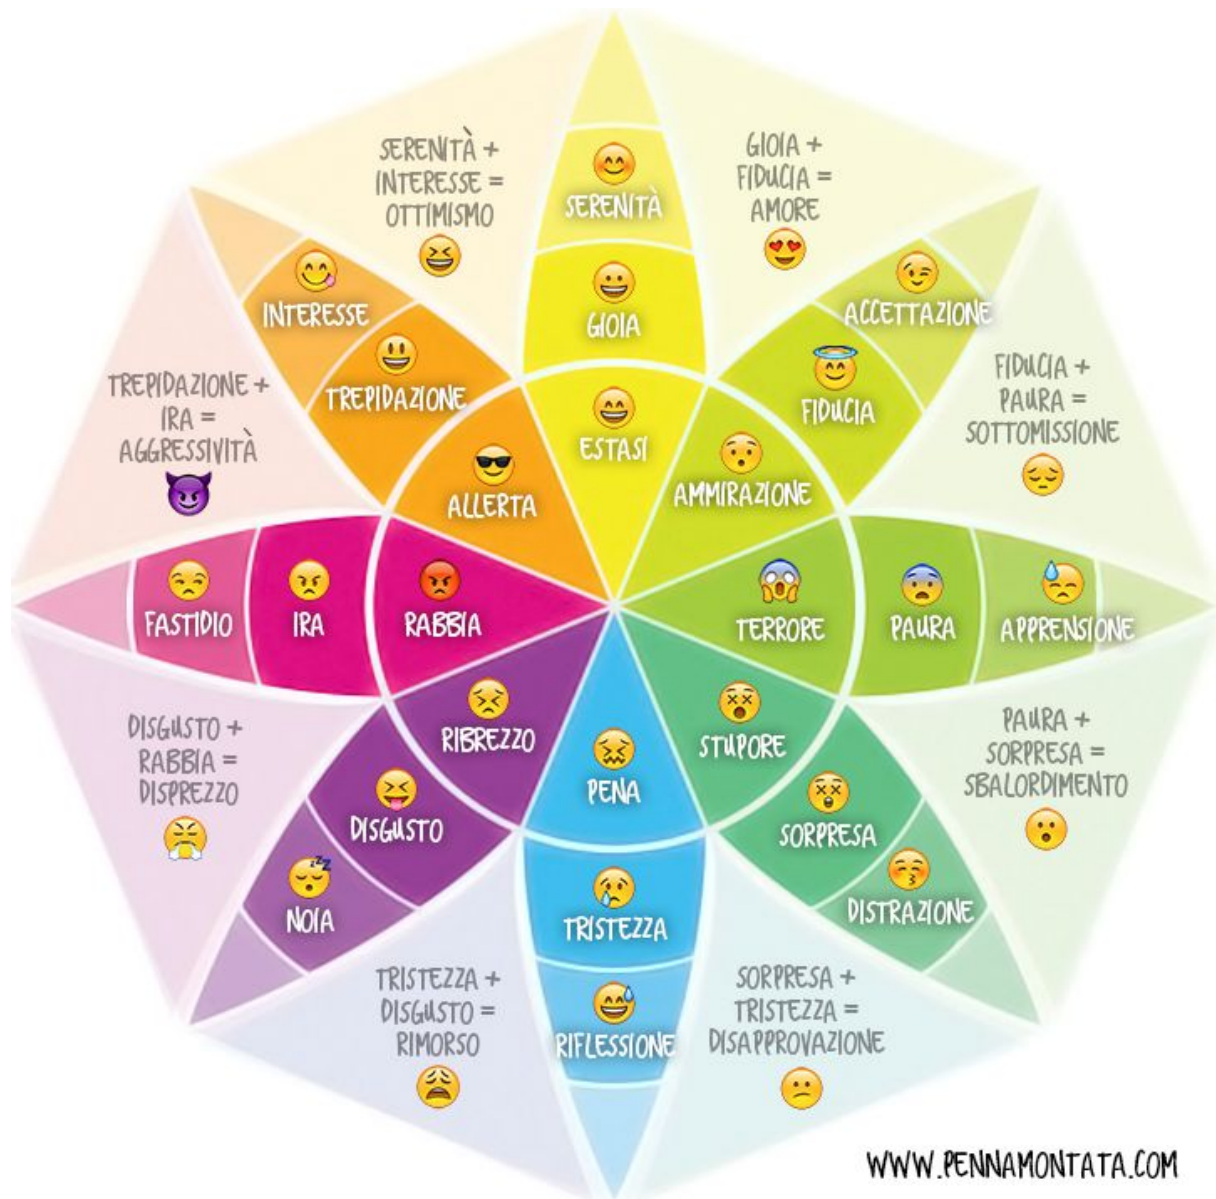 SERENITÀ +
INTERESSE =
OTTIMISMO
SERENITÀ
GIOIA
ESTASI
GIOIA +
FIDUCIA =
AMORE
ACCETTAZIONE
FIDUCIA
AMMIRAZIONE
FIDUCIA +
PAURA =
SOTTOMISSIONE
TERRORE
PAURA
APPRENSIONE
PAURA +
SORPRESA =
SBALORDIMENTO
STUPORE
SORPRESA
DISTRAZIONE
SORPRESA +
TRISTEZZA =
DISAPPROVAZIONE
PENA
TRISTEZZA
RIFLESSIONE
TRISTEZZA +
DISGUSTO =
RIMORSO
RIBREZZO
DISGUSTO
NOIA
zZZ
DISGUSTO +
RABBIA =
DISPREZZO
FASTIDIO
IRA
RABBIA
TREPIDAZIONE +
IRA =
AGGRESSIVITÀ
INTERESSE
TREPIDAZIONE
ALLERTA
WWW.PENNAMONTATA.COM